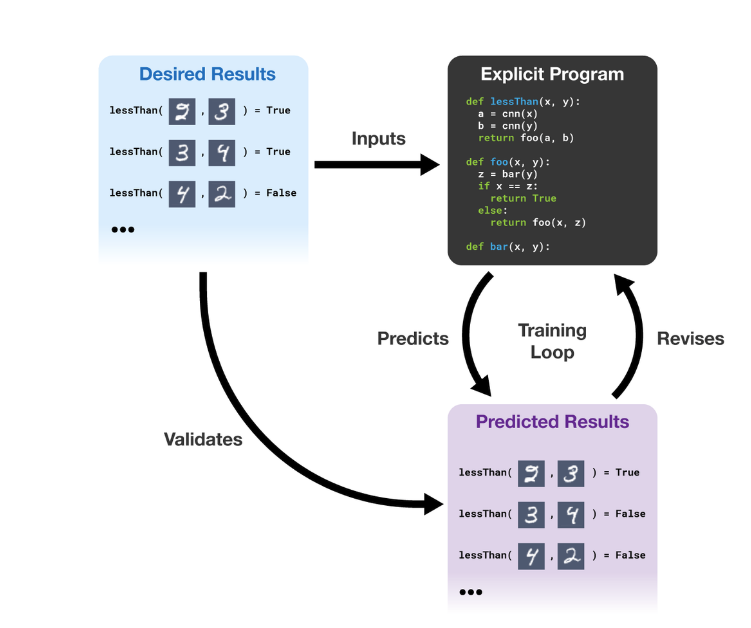 Desired Results
lessThan( 2 , 3 ) = True
lessThan( 3 , 4 ) = True
lessThan( 4 , 2 ) = False
•••
Inputs
Explicit Program
def lessThan(x, y):
a = cnn(x)
b = cnn(y)
return foo(a, b)
def foo(x, y):
z = bar(y)
if x == z:
return True
else:
return foo(x, z)
def bar(x, y):
Predicts
Training
Loop
Revises
Validates
Predicted Results
lessThan( 2 , 3 ) = True
lessThan( 3 , 4 ) = False
lessThan( 4 , 2 ) = False
•••